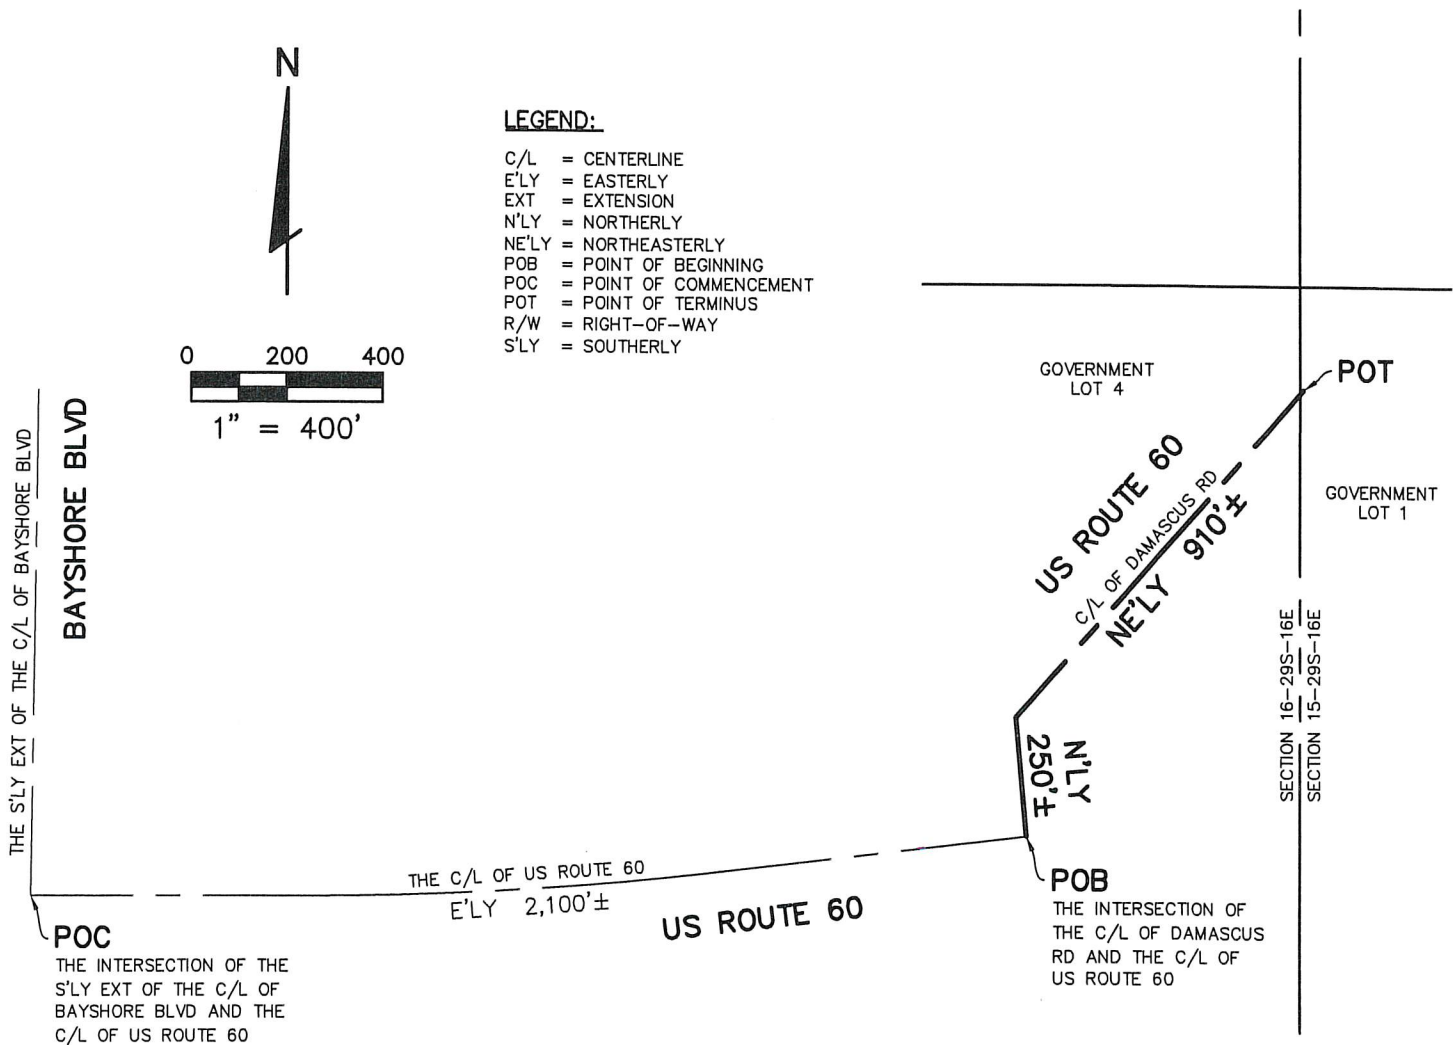 N
LEGEND:
C/L = CENTERLINE
E'LY = EASTERLY
EXT = EXTENSION
N'LY = NORTHERLY
NE'LY = NORTHEASTERLY
POB = POINT OF BEGINNING
POC = POINT OF COMMENCEMENT
POT = POINT OF TERMINUS
R/W = RIGHT-OF-WAY
S'LY = SOUTHERLY
0 200 400
1" = 400'
THE S'LY EXT OF THE C/L OF BAYSHORE BLVD
BAYSHORE BLVD
GOVERNMENT
LOT 4
POT
GOVERNMENT
LOT 1
US ROUTE 60
C/L OF DAMASCUS RD
NE'LY 910'±
SECTION 16-29S-16E
SECTION 15-29S-16E
N'LY
250'±
THE C/L OF US ROUTE 60
E'LY 2,100'±
US ROUTE 60
POB
THE INTERSECTION OF
THE C/L OF DAMASCUS
RD AND THE C/L OF
US ROUTE 60
POC
THE INTERSECTION OF THE
S'LY EXT OF THE C/L OF
BAYSHORE BLVD AND THE
C/L OF US ROUTE 60